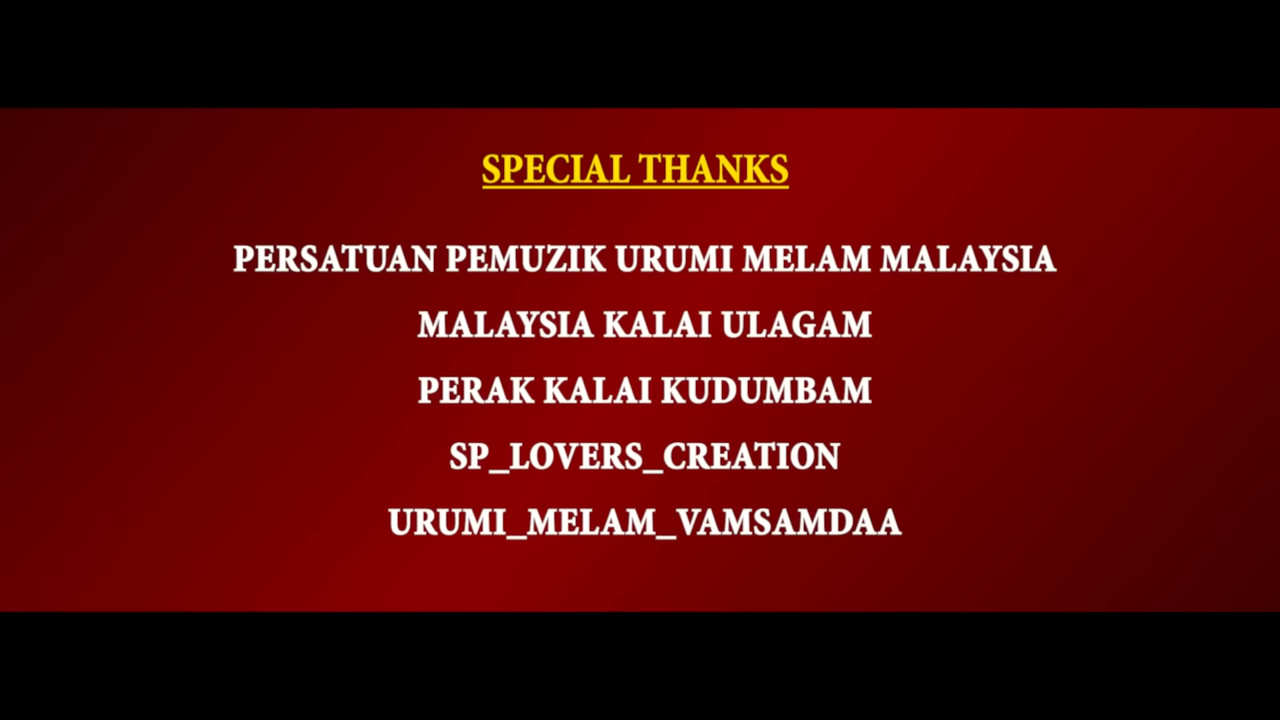 SPECIAL THANKS
PERSATUAN PEMUZIK URUMI MELAM MALAYSIA
MALAYSIA KALAI ULAGAM
PERAK KALAI KUDUMBAM
SP_LOVERS_CREATION
URUMI_MELAM_VAMSAMDAA